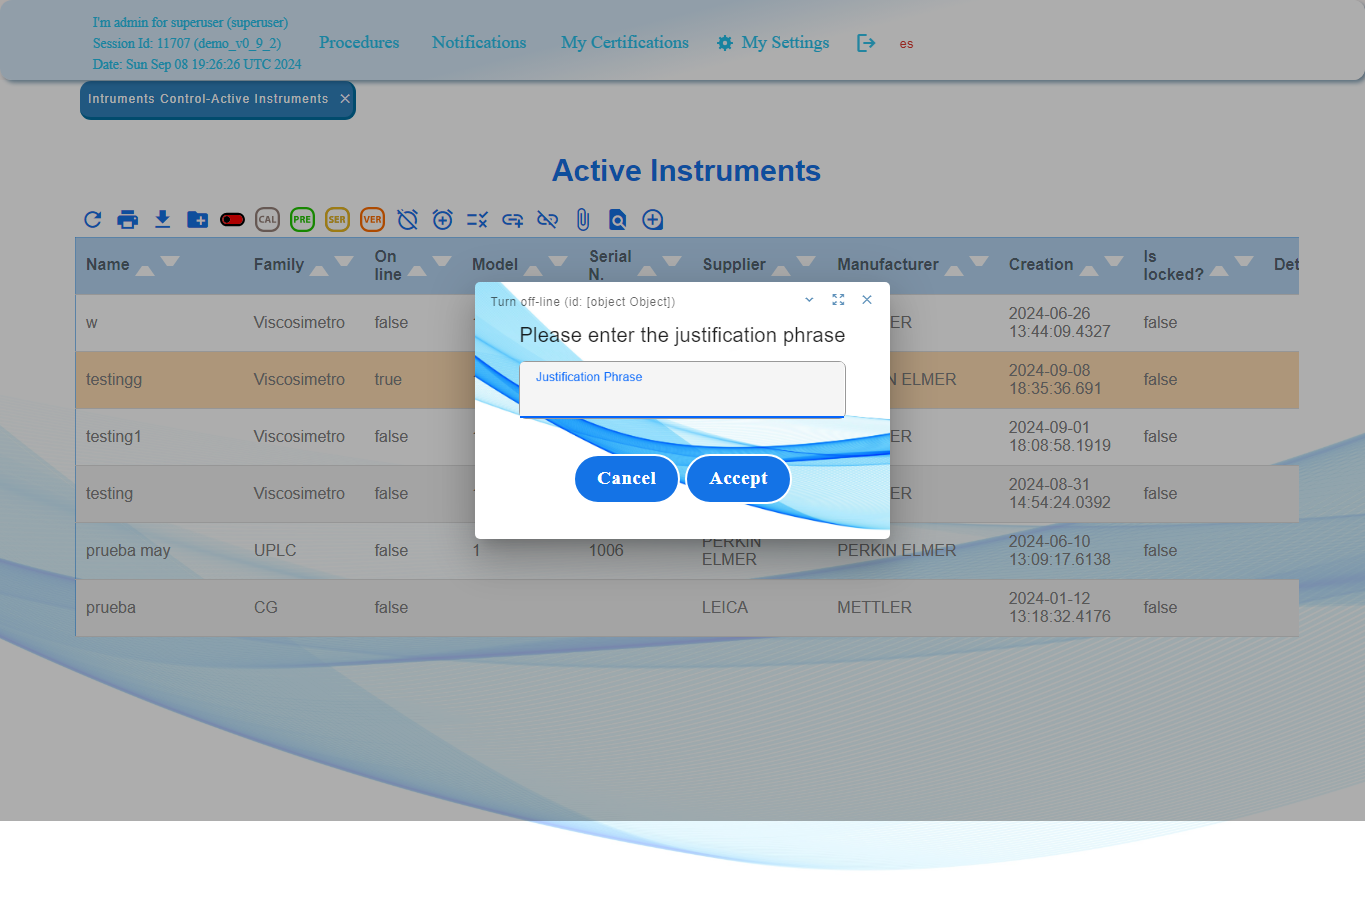 I'm admin for superuser (superuser)
Session Id: 11707 (demo_v0_9_2)
Date: Sun Sep 08 19:26:26 UTC 2024
Procedures Notifications My Certifications My Settings es
Intruments Control-Active Instruments
Active Instruments
CAL PRE SER VER
Name Family On line Model Serial N. Supplier Manufacturer Creation Is locked? Det
w Viscosimetro false ER 2024-06-26 13:44:09.4327 false
testingg Viscosimetro true N ELMER 2024-09-08 18:35:36.691 false
testing1 Viscosimetro false ER 2024-09-01 18:08:58.1919 false
testing Viscosimetro false ER 2024-08-31 14:54:24.0392 false
prueba may UPLC false 1 1006 PERKIN ELMER PERKIN ELMER 2024-06-10 13:09:17.6138 false
prueba CG false LEICA METTLER 2024-01-12 13:18:32.4176 false
Turn off-line (id: [object Object])
Please enter the justification phrase
Justification Phrase
Cancel Accept